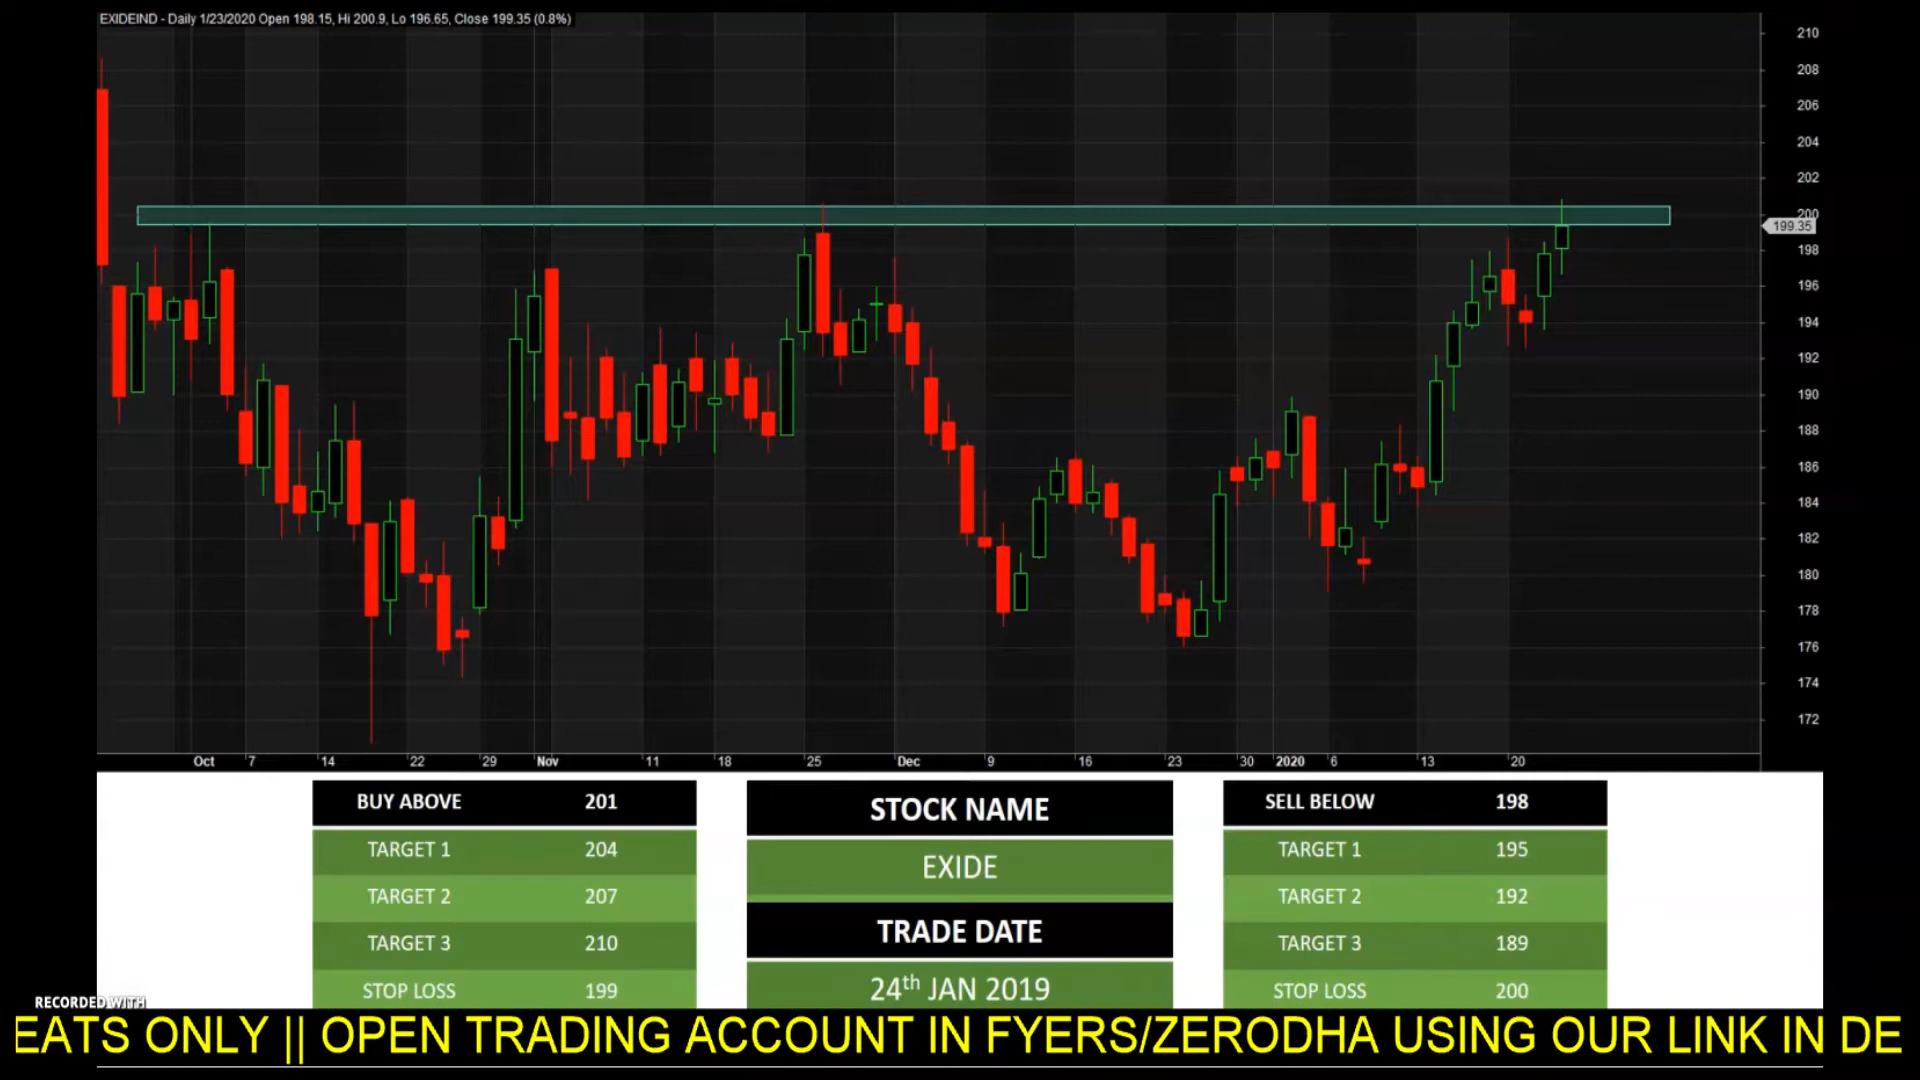 EXIDEIND - Daily 1/23/2020 Open 198.15, Hi 200.9, Lo 196.65, Close 199.35 (0.8%)
210
208
206
204
202
200
199.35
198
196
194
192
190
188
186
184
182
180
178
176
174
172
Oct 7 14 22 29 Nov 11 18 25 Dec 9 16 23 30 2020 6 13 20
BUY ABOVE 201
TARGET 1 204
TARGET 2 207
TARGET 3 210
STOP LOSS 199
STOCK NAME
EXIDE
TRADE DATE
24th JAN 2019
SELL BELOW 198
TARGET 1 195
TARGET 2 192
TARGET 3 189
STOP LOSS 200
RECORDED WITH
EATS ONLY || OPEN TRADING ACCOUNT IN FYERS/ZERODHA USING OUR LINK IN DE